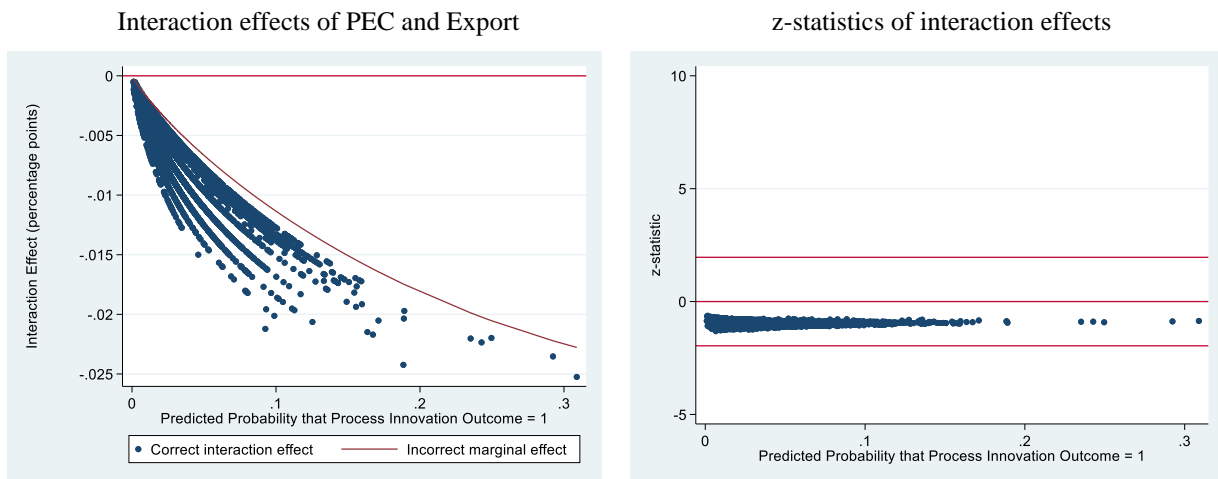 Interaction effects of PEC and Export
z-statistics of interaction effects
Interaction Effect (percentage points)
0
-.005
-.01
-.015
-.02
-.025
0
.1
.2
.3
Predicted Probability that Process Innovation Outcome = 1
Correct interaction effect
Incorrect marginal effect
z-statistic
10
5
0
-5
0
.1
.2
.3
Predicted Probability that Process Innovation Outcome = 1